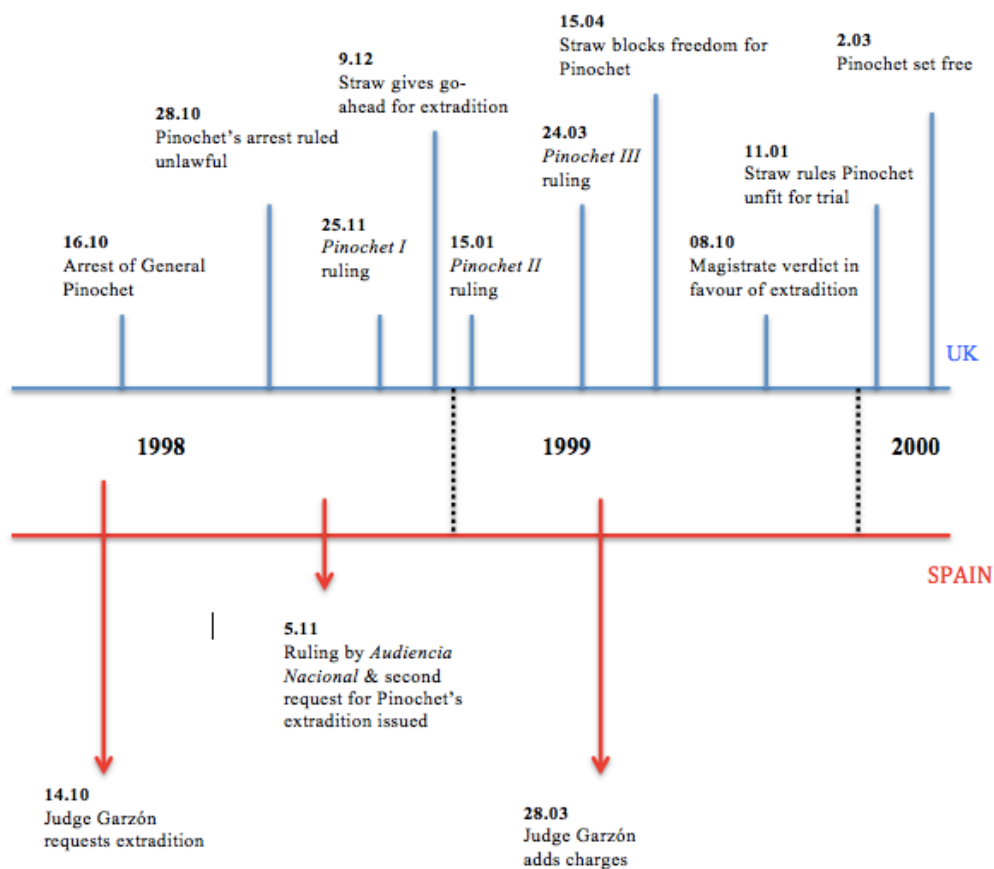 15.04
Straw blocks freedom for
Pinochet
2.03
Pinochet set free
9.12
Straw gives go-
ahead for extradition
28.10
Pinochet's arrest ruled
unlawful
24.03
Pinochet III
ruling
11.01
Straw rules Pinochet
unfit for trial
25.11
Pinochet I
ruling
16.10
Arrest of General
Pinochet
15.01
Pinochet II
ruling
08.10
Magistrate verdict in
favour of extradition
UK
1998
1999
2000
SPAIN
5.11
Ruling by Audiencia
Nacional & second
request for Pinochet's
extradition issued
14.10
Judge Garzón
requests extradition
28.03
Judge Garzón
adds charges